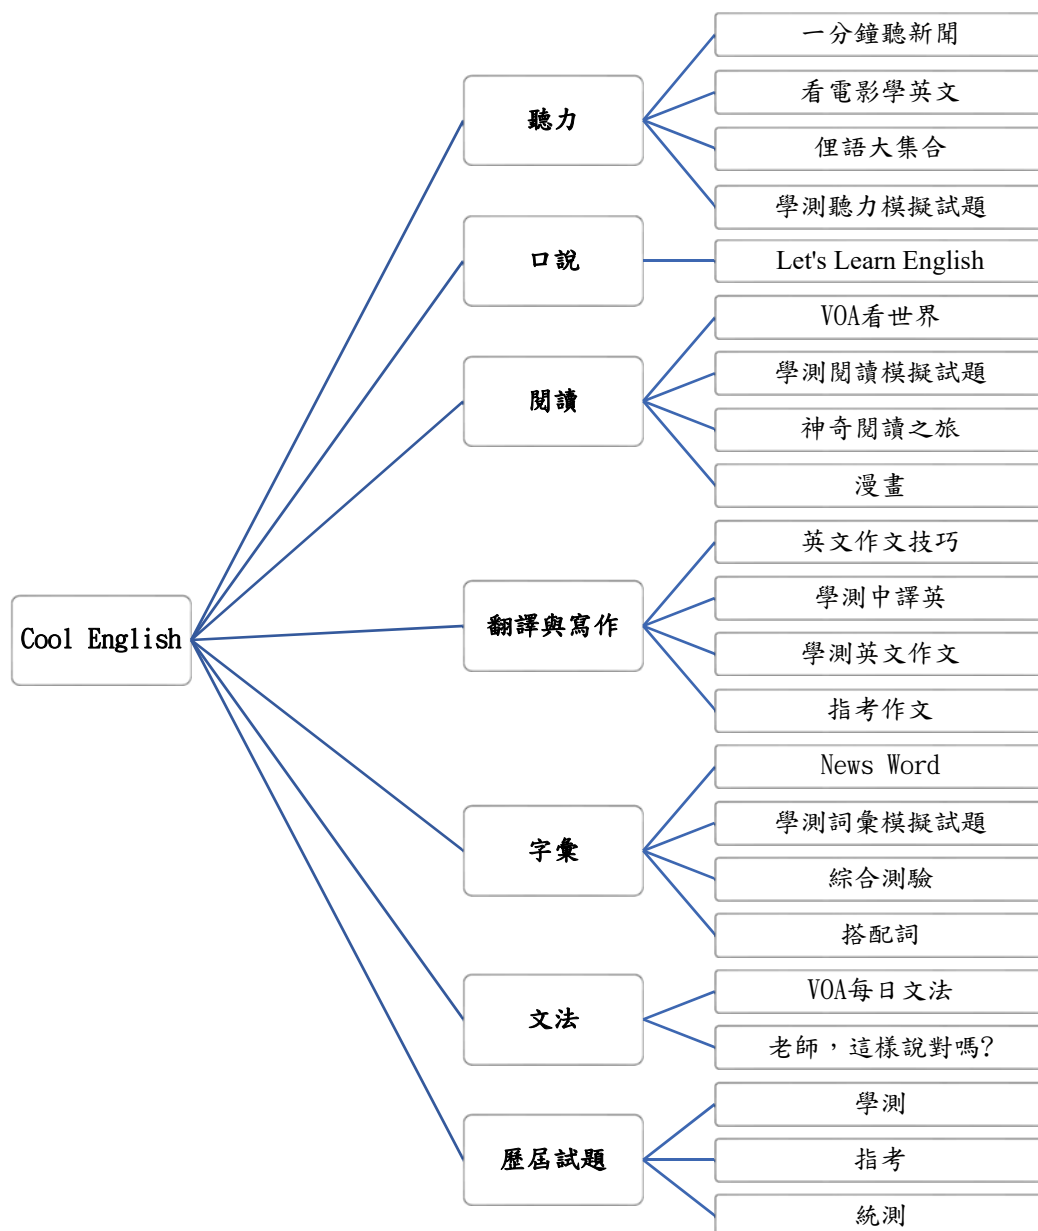 Cool English
聽力
一分鐘聽新聞
看電影學英文
俚語大集合
學測聽力模擬試題
口說
Let's Learn English
閱讀
VOA看世界
學測閱讀模擬試題
神奇閱讀之旅
漫畫
翻譯與寫作
英文作文技巧
學測中譯英
學測英文作文
指考作文
字彙
News Word
學測詞彙模擬試題
綜合測驗
搭配詞
文法
VOA每日文法
老師，這樣說對嗎?
歷屆試題
學測
指考
統測